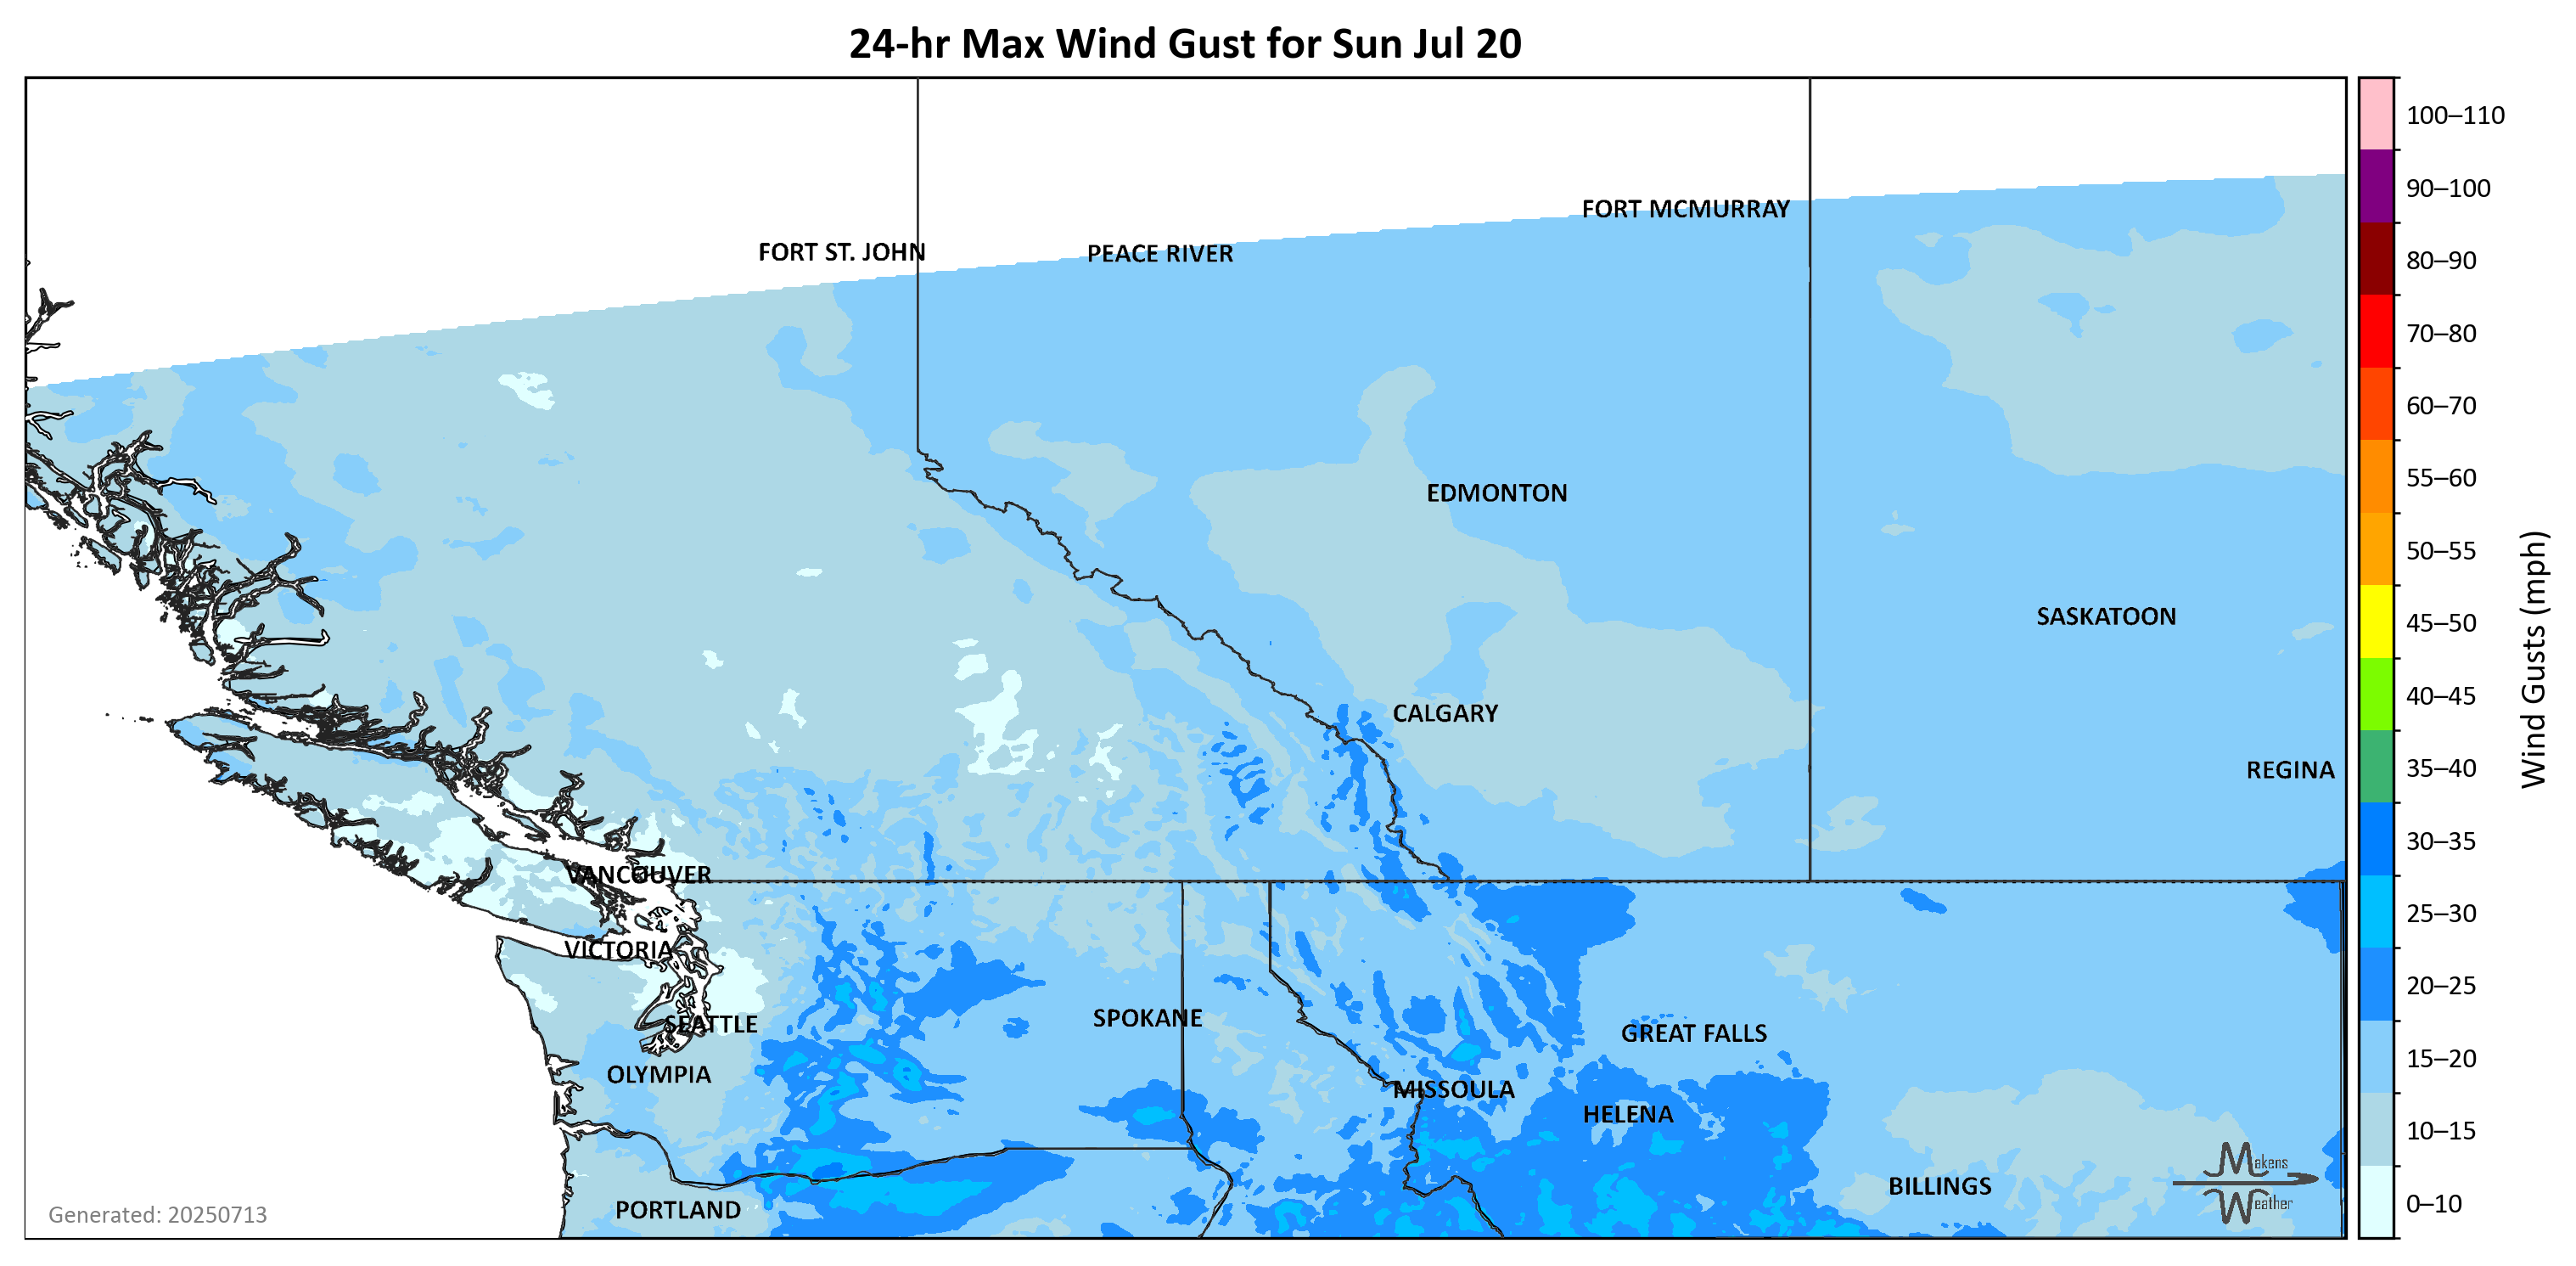 24-hr Max Wind Gust for Sun Jul 20
100–110
90–100
80–90
70–80
60–70
55–60
50–55
45–50
40–45
35–40
30–35
25–30
20–25
15–20
10–15
0–10
Wind Gusts (mph)
FORT MCMURRAY
FORT ST. JOHN
PEACE RIVER
EDMONTON
SASKATOON
CALGARY
REGINA
VANCOUVER
VICTORIA
SEATTLE
SPOKANE
GREAT FALLS
OLYMPIA
MISSOULA
HELENA
BILLINGS
PORTLAND
Makens
Weather
Generated: 20250713